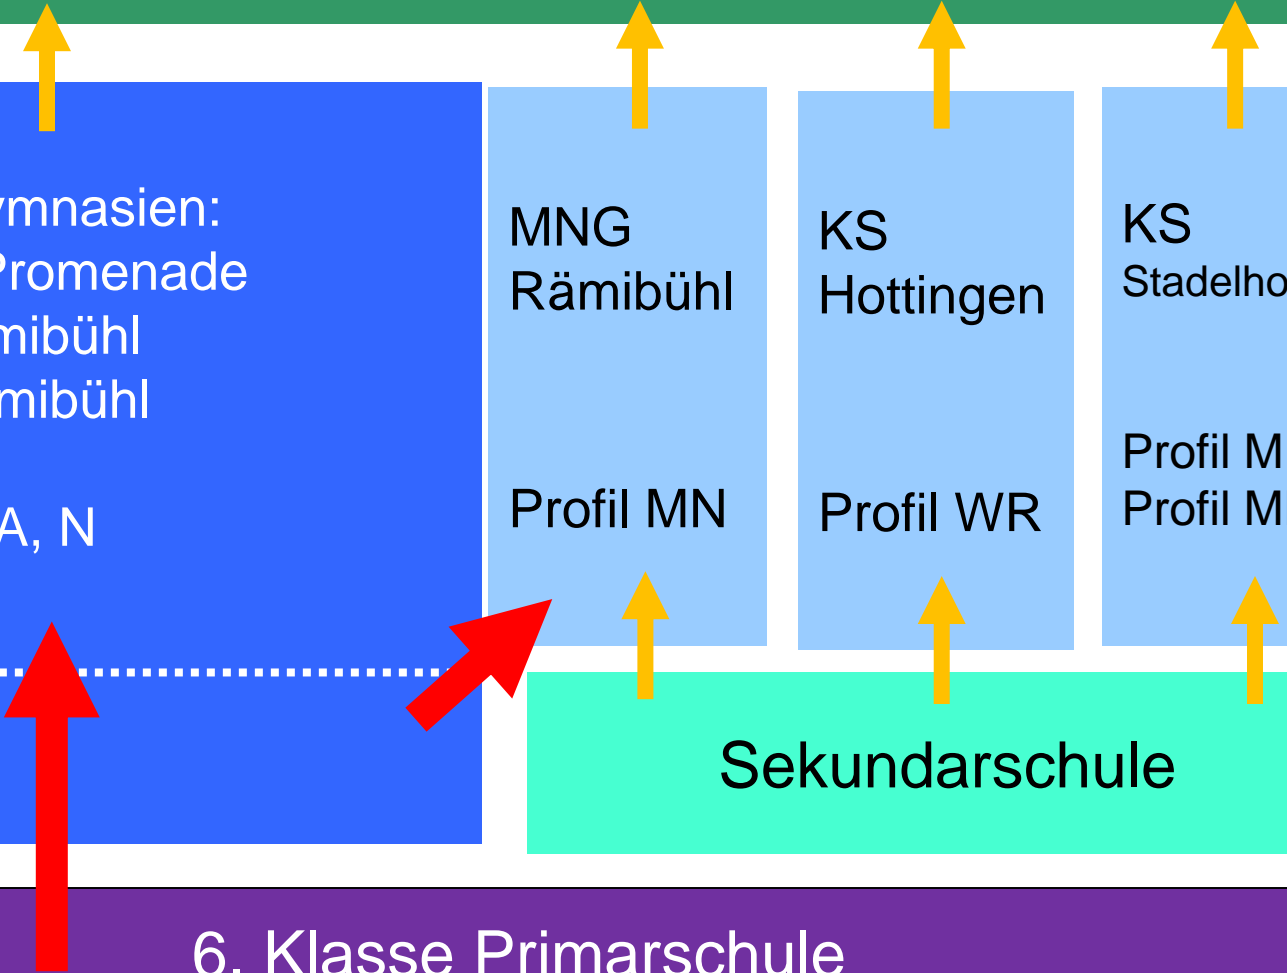 ymnasien:
Promenade
mibühl
mibühl
A, N
MNG
Rämibühl
Profil MN
KS
Hottingen
Profil WR
KS
Stadelho
Profil M
Profil M
Sekundarschule
6. Klasse Primarschule